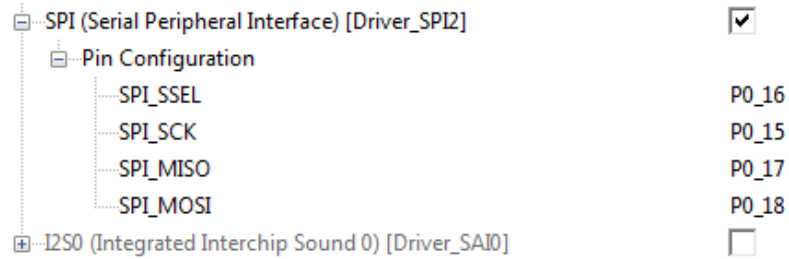 SPI (Serial Peripheral Interface) [Driver_SPI2]
Pin Configuration
SPI_SSEL P0_16
SPI_SCK P0_15
SPI_MISO P0_17
SPI_MOSI P0_18
I2S0 (Integrated Interchip Sound 0) [Driver_SAI0]